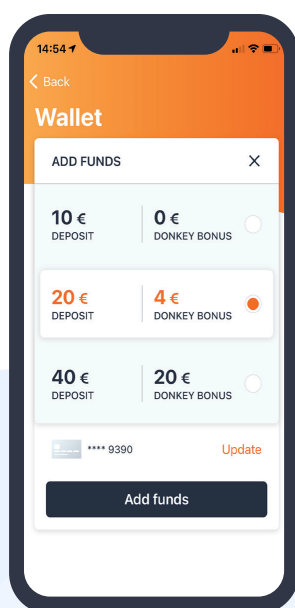 14:54
Back
Wallet
ADD FUNDS
10 € 0 €
DEPOSIT DONKEY BONUS
20 € 4 €
DEPOSIT DONKEY BONUS
40 € 20 €
DEPOSIT DONKEY BONUS
**** 9390 Update
Add funds